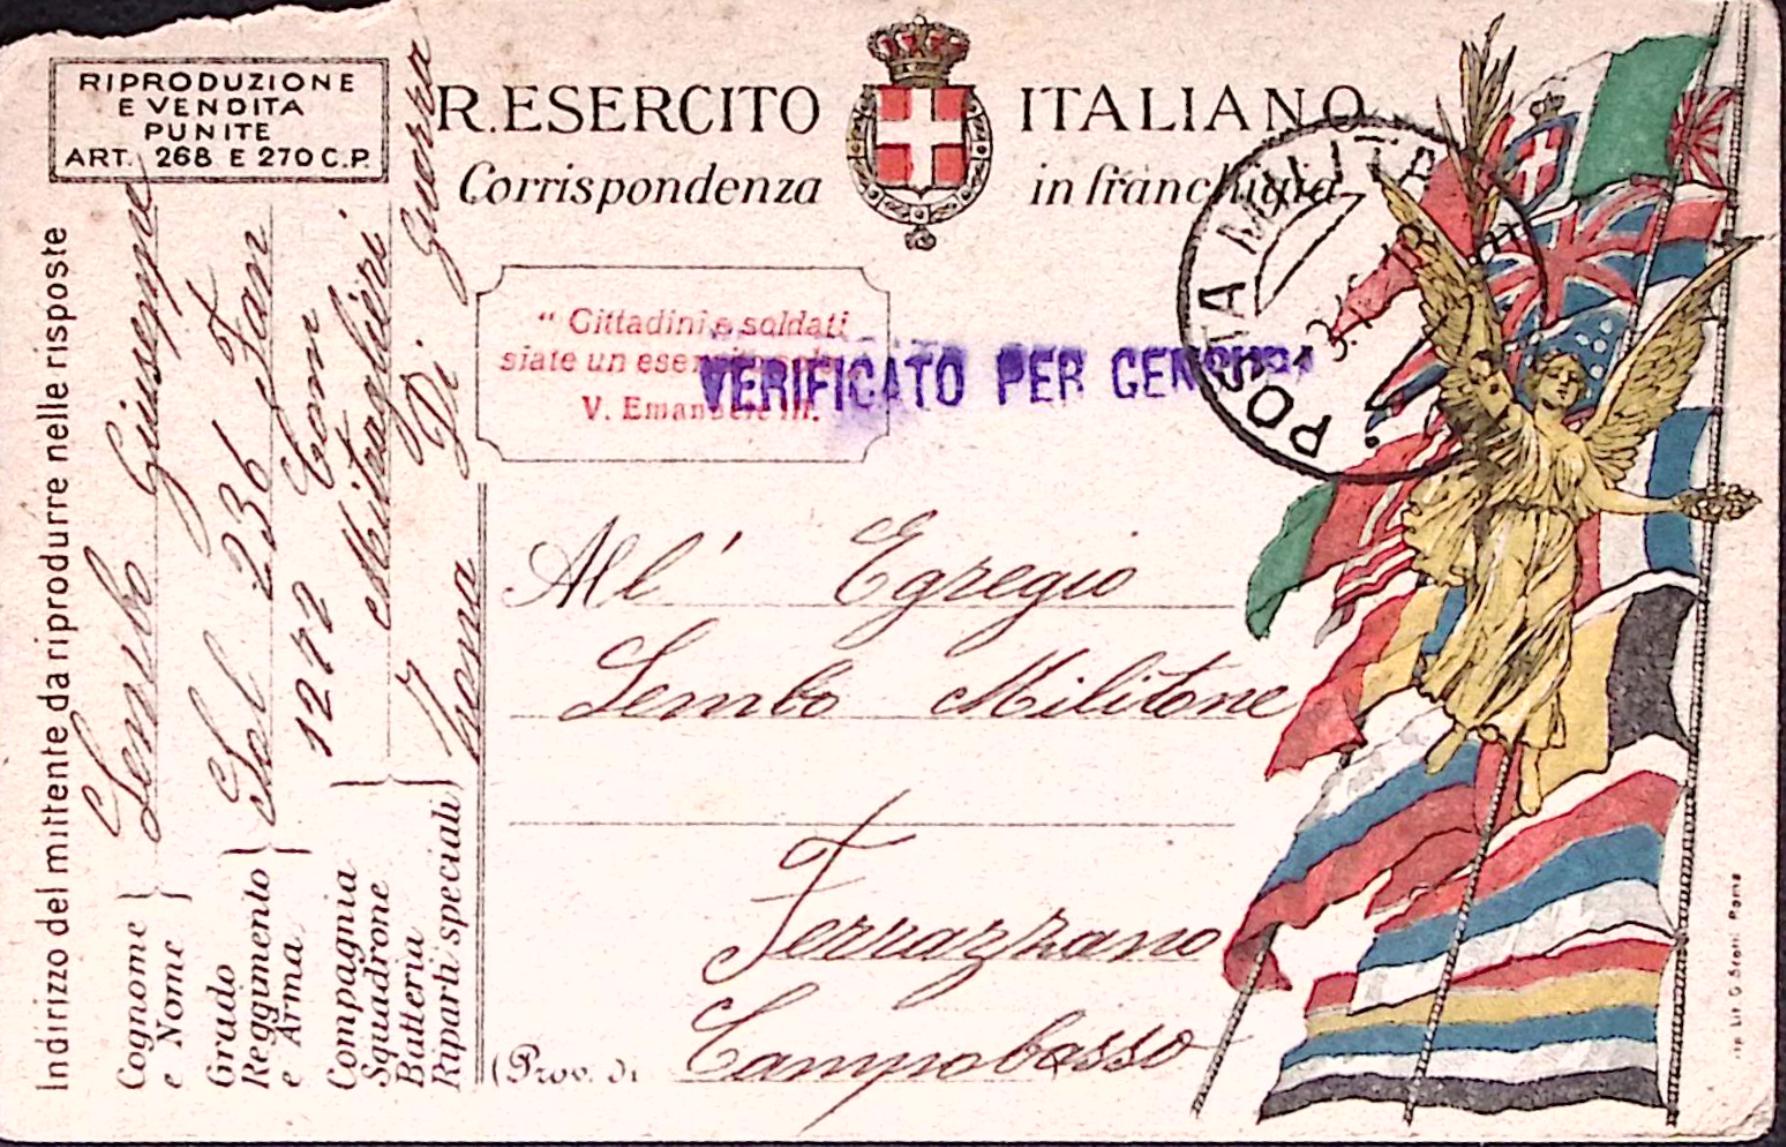 RIPRODUZIONE
E VENDITA
PUNITE
ART. 268 E 270 C.P.
R. ESERCITO ITALIANO
Corrispondenza in franchigia
"Cittadini e soldati
siate un esercito
V. Emanuele III.
VERIFICATO PER CENSURA
POSTA MILITA
All' Egregio
Lembo Militone
Ferrazzano
(Prov. di Campobasso
Indirizzo del mittente da riprodurre nelle risposte
Cognome e Nome } Lembo Giuseppe
Grado Reggimento e Arma } Sol 236 Fan
Compagnia Squadrone Batteria Riparti speciali } 1272 Com
Mitraglieri
Zona Di Guerra